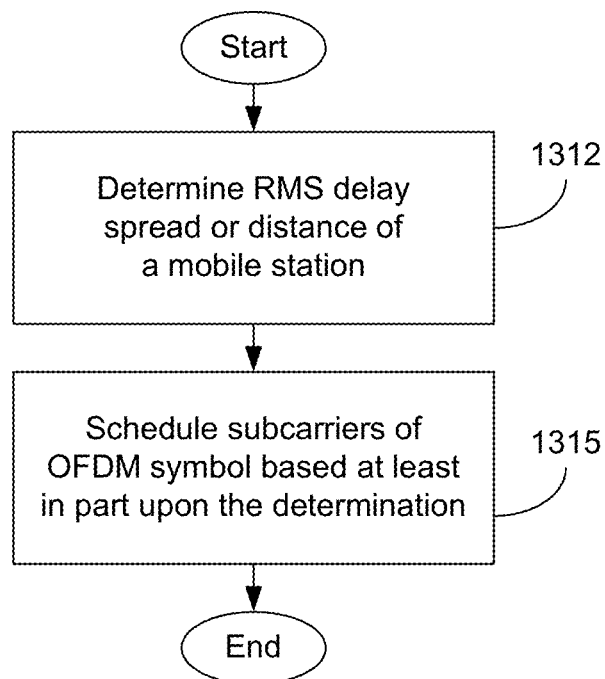 Start
1312
Determine RMS delay
spread or distance of
a mobile station
1315
Schedule subcarriers of
OFDM symbol based at least
in part upon the determination
End